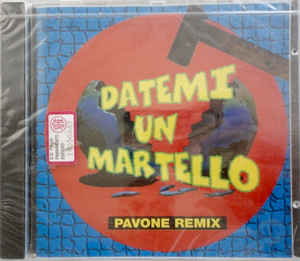 DATEMI
UN
MARTELLO
PAVONE REMIX